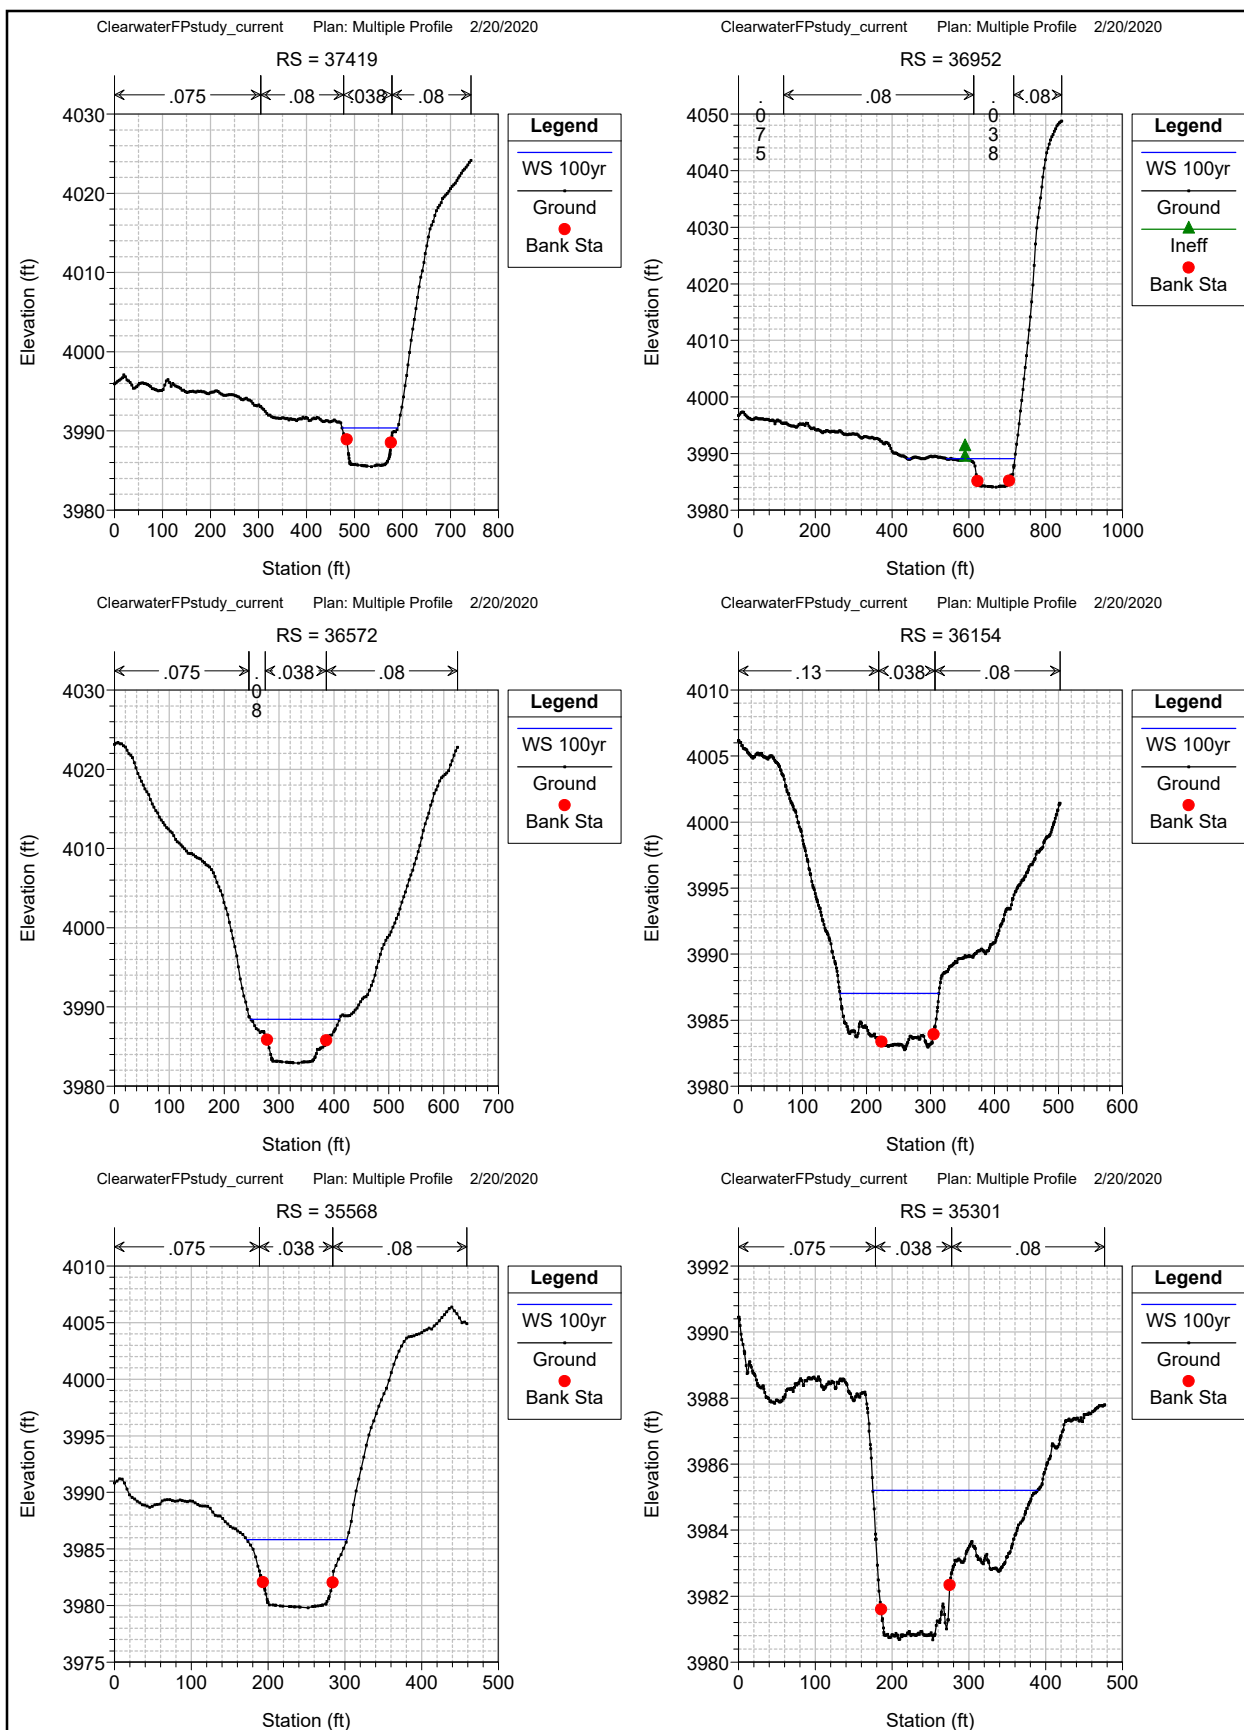 ClearwaterFPstudy_current Plan: Multiple Profile 2/20/2020
RS = 37419
.075 .08 .038 .08
4030
4020
4010
4000
3990
3980
0 100 200 300 400 500 600 700 800
Station (ft)
Elevation (ft)
Legend
WS 100yr
Ground
Bank Sta
ClearwaterFPstudy_current Plan: Multiple Profile 2/20/2020
RS = 36952
.075 .08 .038 .08
4050
4040
4030
4020
4010
4000
3990
3980
0 200 400 600 800 1000
Station (ft)
Elevation (ft)
Legend
WS 100yr
Ground
Ineff
Bank Sta
ClearwaterFPstudy_current Plan: Multiple Profile 2/20/2020
RS = 36572
.075 .08 .038 .08
4030
4020
4010
4000
3990
3980
0 100 200 300 400 500 600 700
Station (ft)
Elevation (ft)
Legend
WS 100yr
Ground
Bank Sta
ClearwaterFPstudy_current Plan: Multiple Profile 2/20/2020
RS = 36154
.13 .038 .08
4010
4005
4000
3995
3990
3985
3980
0 100 200 300 400 500 600
Station (ft)
Elevation (ft)
Legend
WS 100yr
Ground
Bank Sta
ClearwaterFPstudy_current Plan: Multiple Profile 2/20/2020
RS = 35568
.075 .038 .08
4010
4005
4000
3995
3990
3985
3980
3975
0 100 200 300 400 500
Station (ft)
Elevation (ft)
Legend
WS 100yr
Ground
Bank Sta
ClearwaterFPstudy_current Plan: Multiple Profile 2/20/2020
RS = 35301
.075 .038 .08
3992
3990
3988
3986
3984
3982
3980
0 100 200 300 400 500
Station (ft)
Elevation (ft)
Legend
WS 100yr
Ground
Bank Sta